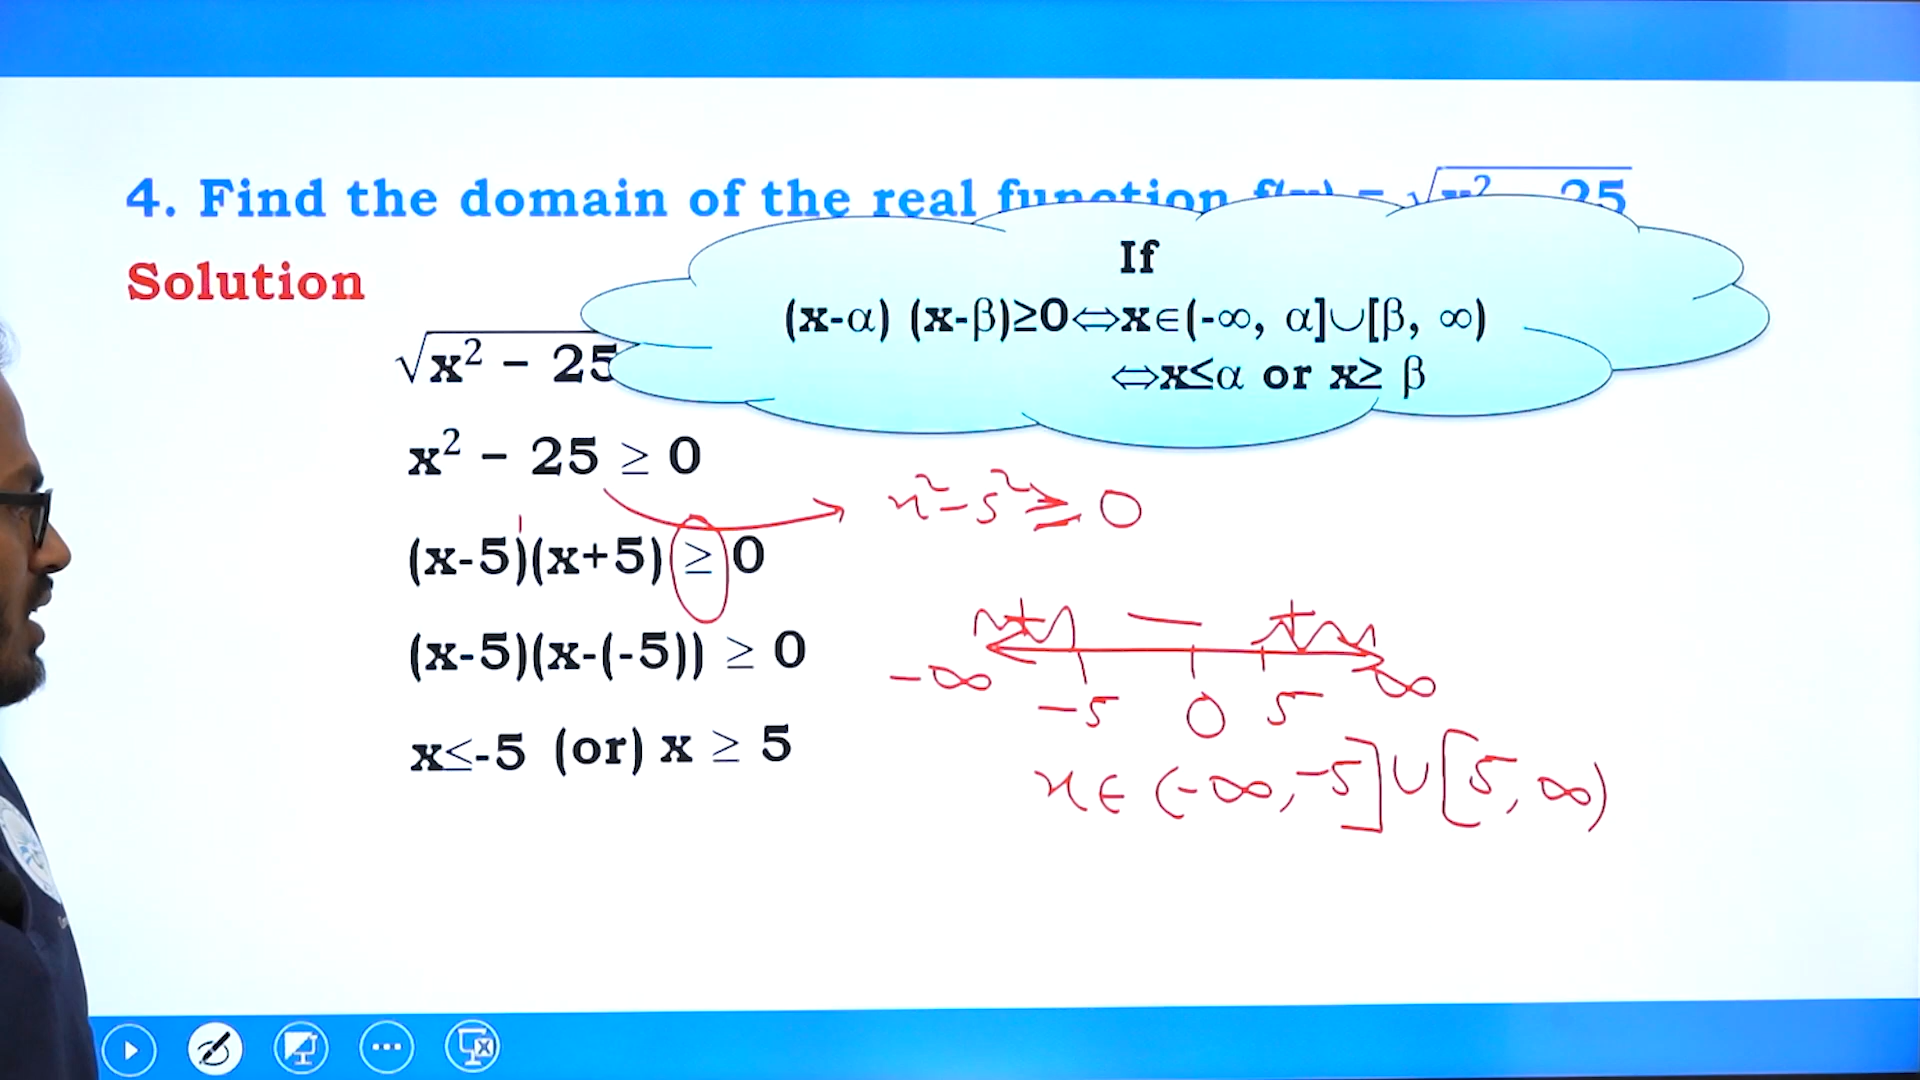 4. Find the domain of the real function f(x) = √x² − 25
Solution
If
(x-α) (x-β)≥0⇔x∈(-∞, α]∪[β, ∞)
⇔x≤α or x≥ β
√x² − 25
x² − 25 ≥ 0
x² - 5² ≥ 0
(x-5)(x+5) ≥ 0
(x-5)(x-(-5)) ≥ 0
+ − +
-∞ -5 0 5 ∞
x≤-5 (or) x ≥ 5
x ∈ (-∞, -5] ∪ [5, ∞)